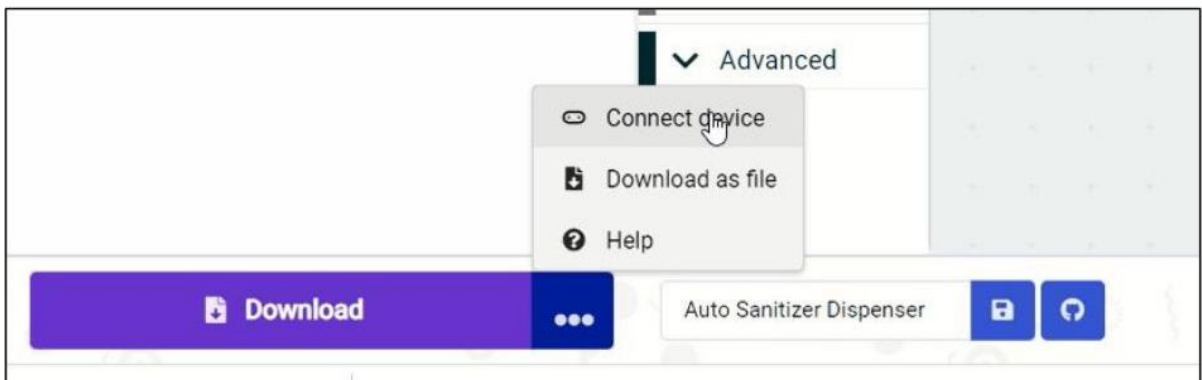 Advanced
Connect device
Download as file
Help
Download
Auto Sanitizer Dispenser